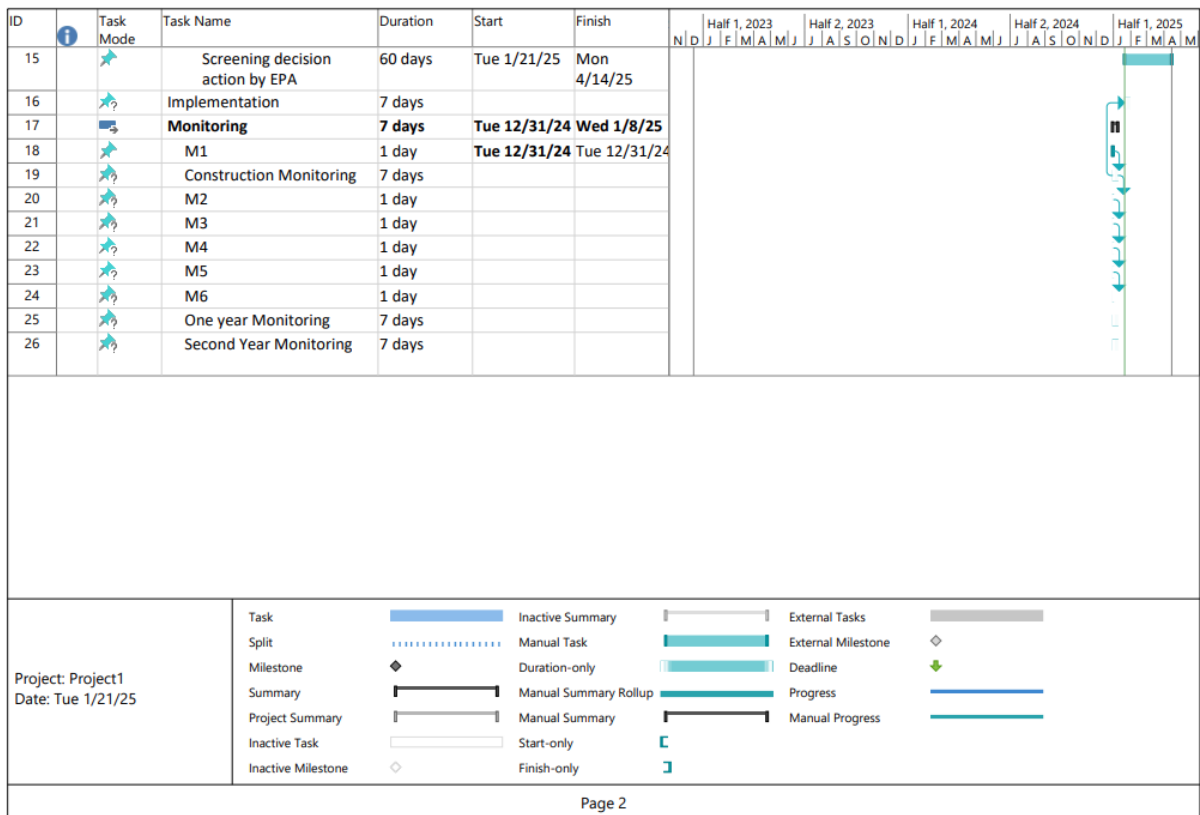 ID Task Mode Task Name Duration Start Finish Half 1, 2023 Half 2, 2023 Half 1, 2024 Half 2, 2024 Half 1, 2025
N D J F M A M J J A S O N D J F M A M J J A S O N D J F M A M
15 Screening decision action by EPA 60 days Tue 1/21/25 Mon 4/14/25
16 Implementation 7 days
17 Monitoring 7 days Tue 12/31/24 Wed 1/8/25
18 M1 1 day Tue 12/31/24 Tue 12/31/24
19 Construction Monitoring 7 days
20 M2 1 day
21 M3 1 day
22 M4 1 day
23 M5 1 day
24 M6 1 day
25 One year Monitoring 7 days
26 Second Year Monitoring 7 days
Project: Project1
Date: Tue 1/21/25
Task Inactive Summary External Tasks
Split Manual Task External Milestone
Milestone Duration-only Deadline
Summary Manual Summary Rollup Progress
Project Summary Manual Summary Manual Progress
Inactive Task Start-only
Inactive Milestone Finish-only
Page 2